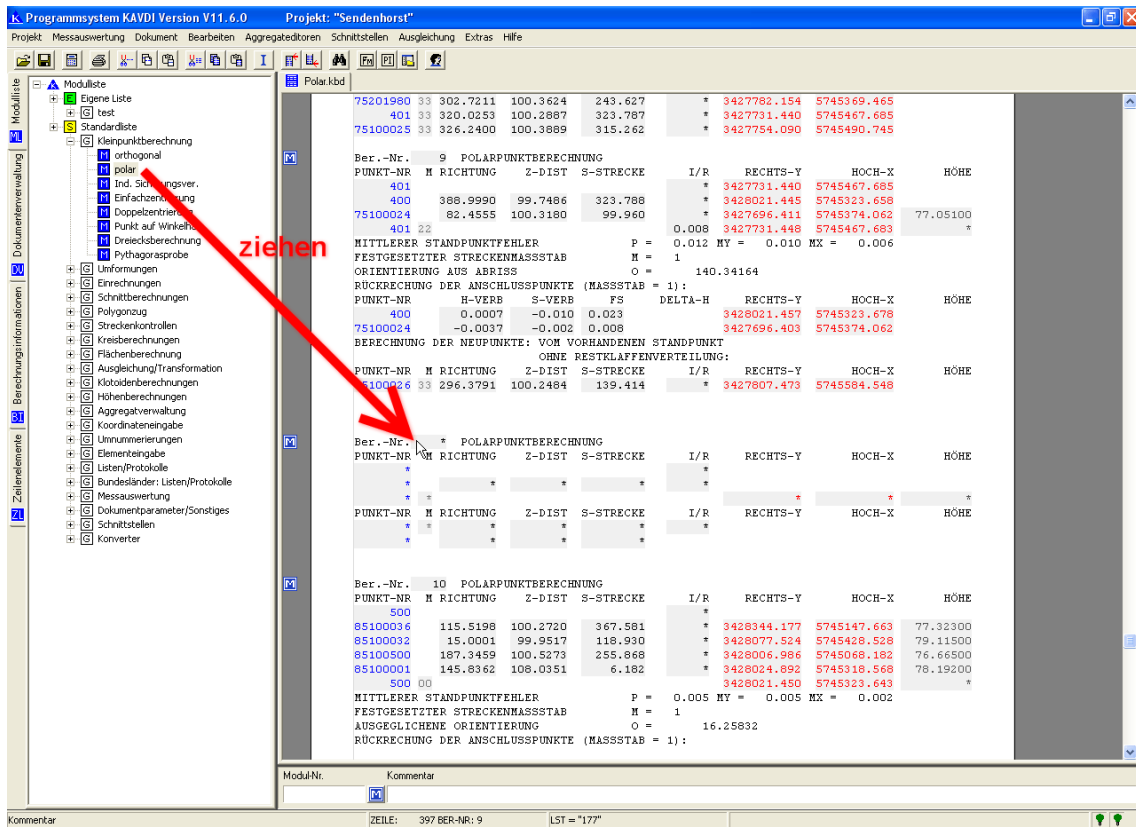 Programmsystem KAVDI Version V11.6.0 Projekt: "Sendenhorst"
Projekt Messauswertung Dokument Bearbeiten Aggregateditoren Schnittstellen Ausgleichung Extras Hilfe
FM PI
Polar.kbd
Modulliste
ML
Dokumentenverwaltung
DV
Berechnungsinformationen
BI
Zeilenelemente
ZL
Modulliste
E Eigene Liste
G test
S Standardliste
G Kleinpunktberechnung
M orthogonal
M polar
M Ind.
M Einfachzentrierung
M Doppelzentrierung
M Punkt auf
M Dreiecksberechnung
M Pythagorasprobe
G Umformungen
G Einrechnungen
G Schnittberechnungen
G Polygonzug
G Streckenkontrollen
G Kreisberechnungen
G Flächenberechnung
G Ausgleichung/Transformation
G Klotoidenberechnungen
G Höhenberechnungen
G Aggregatverwaltung
G Koordinateneingabe
G Umnummerierungen
G Elementeingabe
G Listen/Protokolle
G Bundesländer: Listen/Protokolle
G Messauswertung
G Dokumentparameter/Sonstiges
G Schnittstellen
G Konverter
ziehen
75201980 33 302.7211 100.3624 243.627 * 3427782.154 5745369.465
401 33 320.0253 100.2887 323.787 * 3427731.440 5745467.685
75100025 33 326.2400 100.3889 315.262 * 3427754.090 5745490.745
M Ber.-Nr. 9 POLARPUNKTBERECHNUNG
PUNKT-NR M RICHTUNG Z-DIST S-STRECKE I/R RECHTS-Y HOCH-X HÖHE
401 * 3427731.440 5745467.685
400 388.9990 99.7486 323.788 * 3428021.445 5745323.658
75100024 82.4555 100.3180 99.960 * 3427696.411 5745374.062 77.05100
401 22 0.008 3427731.448 5745467.683 *
MITTLERER STANDPUNKTFEHLER P = 0.012 MY = 0.010 MX = 0.006
FESTGESETZTER STRECKENMASSSTAB M = 1
ORIENTIERUNG AUS ABRISS O = 140.34164
RÜCKRECHUNG DER ANSCHLUSSPUNKTE (MASSSTAB = 1):
PUNKT-NR H-VERB S-VERB FS DELTA-H RECHTS-Y HOCH-X HÖHE
400 0.0007 -0.010 0.023 3428021.457 5745323.678
75100024 -0.0037 -0.002 0.008 3427696.403 5745374.062
BERECHNUNG DER NEUPUNKTE: VOM VORHANDENEN STANDPUNKT
OHNE RESTKLAFFENVERTEILUNG:
PUNKT-NR M RICHTUNG Z-DIST S-STRECKE I/R RECHTS-Y HOCH-X HÖHE
75100026 33 296.3791 100.2484 139.414 * 3427807.473 5745584.548
M Ber.-Nr. * POLARPUNKTBERECHNUNG
PUNKT-NR M RICHTUNG Z-DIST S-STRECKE I/R RECHTS-Y HOCH-X HÖHE
* *
* * * * *
* * * * *
PUNKT-NR M RICHTUNG Z-DIST S-STRECKE I/R RECHTS-Y HOCH-X HÖHE
* * * * * *
* * * *
M Ber.-Nr. 10 POLARPUNKTBERECHNUNG
PUNKT-NR M RICHTUNG Z-DIST S-STRECKE I/R RECHTS-Y HOCH-X HÖHE
500 *
85100036 115.5198 100.2720 367.581 * 3428344.177 5745147.663 77.32300
85100032 15.0001 99.9517 118.930 * 3428077.524 5745428.528 79.11500
85100500 187.3459 100.5273 255.868 * 3428006.986 5745068.182 76.66500
85100001 145.8362 108.0351 6.182 * 3428024.892 5745318.568 78.19200
500 00 3428021.450 5745323.643 *
MITTLERER STANDPUNKTFEHLER P = 0.005 MY = 0.005 MX = 0.002
FESTGESETZTER STRECKENMASSSTAB M = 1
AUSGEGLICHENE ORIENTIERUNG O = 16.25832
RÜCKRECHUNG DER ANSCHLUSSPUNKTE (MASSSTAB = 1):
Modul-Nr. Kommentar
M
Kommentar ZEILE: 397 BER-NR: 9 LST = "177"